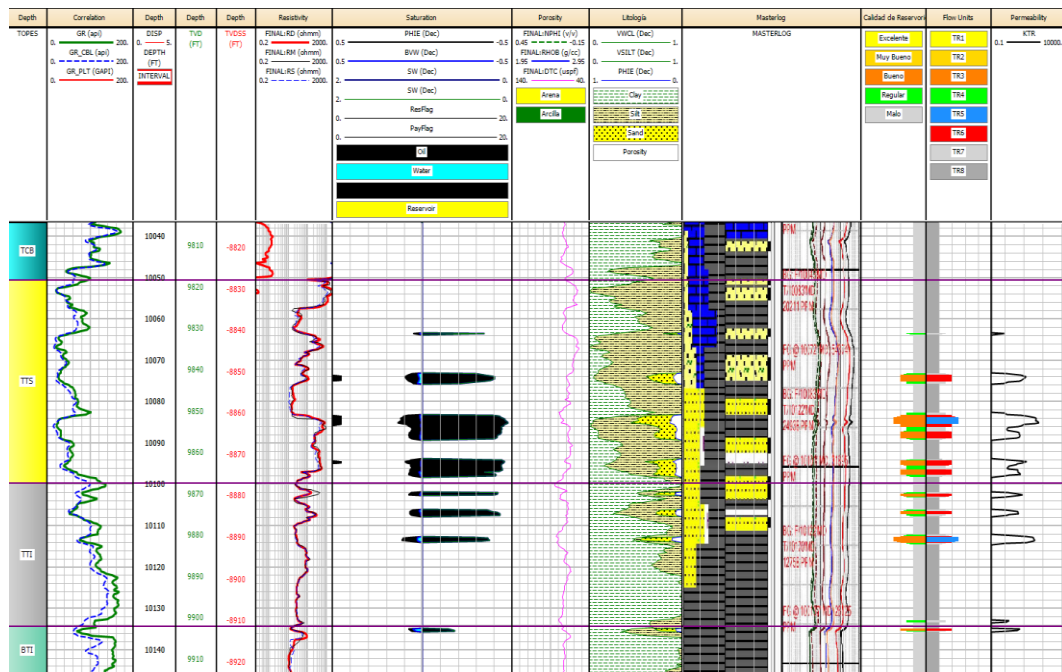 Depth
Correlation
Depth
TVD
TVDSS
Resistivity
Saturation
Porosity
Litología
Masterlog
Calidad de Reservori
Flow Units
Permeability
TOPES
GR (api)
0. 200.
GR_CBL (api)
0. 200.
GR_PLT (GAPI)
0. 200.
DISP
0. 5.
DEPTH
(FT)
INTERVAL
TVD
(FT)
TVDSS
(FT)
FINAL:RD (ohmm)
0.2 2000.
FINAL:RM (ohmm)
0.2 2000.
FINAL:RS (ohmm)
0.2 2000.
PHIE (Dec)
0.5 -0.5
BVW (Dec)
0.5 -0.5
SW (Dec)
2. 0.
SW (Dec)
2. 0.
ResFlag
0. 20.
PayFlag
0. 20.
Oil
Water
Reservoir
FINAL:NPHI (v/v)
0.45 -0.15
FINAL:RHOB (g/cc)
1.95 2.95
FINAL:DTC (uspf)
140. 40.
Arena
Arcilla
VWCL (Dec)
0. 1.
VSILT (Dec)
0. 1.
PHIE (Dec)
1. 0.
Clay
Silt
Sand
Porosity
Excelente
Muy Bueno
Bueno
Regular
Malo
TR1
TR2
TR3
TR4
TR5
TR6
TR7
TR8
KTR
0.1 10000.
TCB
TTS
TTI
BTI
10040
10050
10060
10070
10080
10090
10100
10110
10120
10130
10140
9810
9820
9830
9840
9850
9860
9870
9880
9890
9900
9910
-8820
-8830
-8840
-8850
-8860
-8870
-8880
-8890
-8900
-8910
-8920
PPM
PPM
PPM
PPM